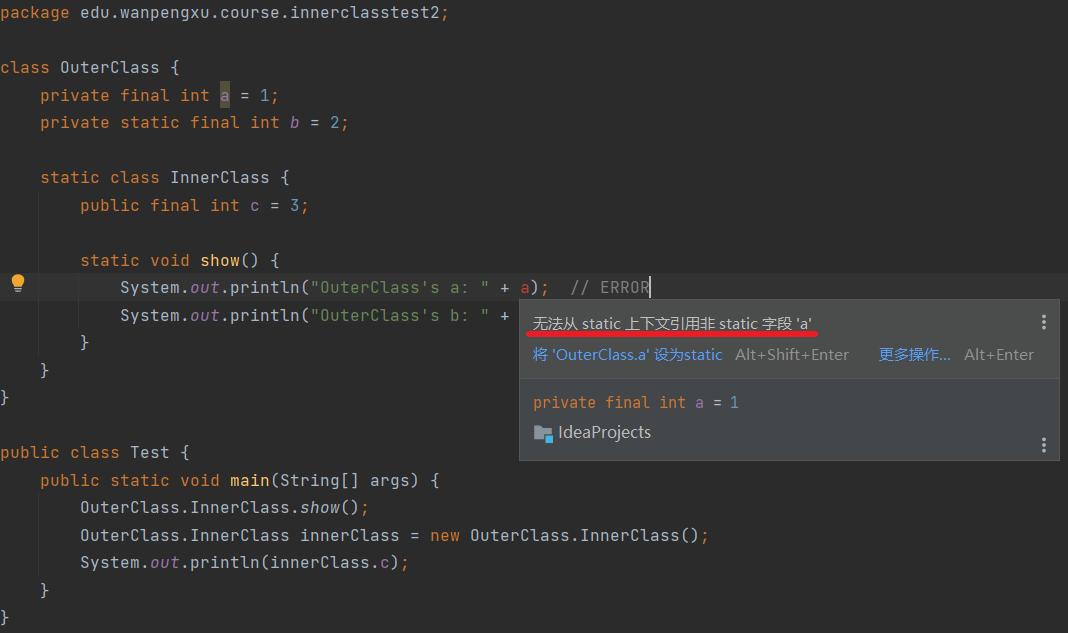 package edu.wanpengxu.course.innerclasstest2;
class OuterClass {
private final int a = 1;
private static final int b = 2;
static class InnerClass {
public final int c = 3;
static void show() {
System.out.println("OuterClass's a: " + a);  // ERROR
System.out.println("OuterClass's b: " +
}
}
}
无法从 static 上下文引用非 static 字段 'a'
将 'OuterClass.a' 设为static Alt+Shift+Enter 更多操作... Alt+Enter
private final int a = 1
IdeaProjects
public class Test {
public static void main(String[] args) {
OuterClass.InnerClass.show();
OuterClass.InnerClass innerClass = new OuterClass.InnerClass();
System.out.println(innerClass.c);
}
}